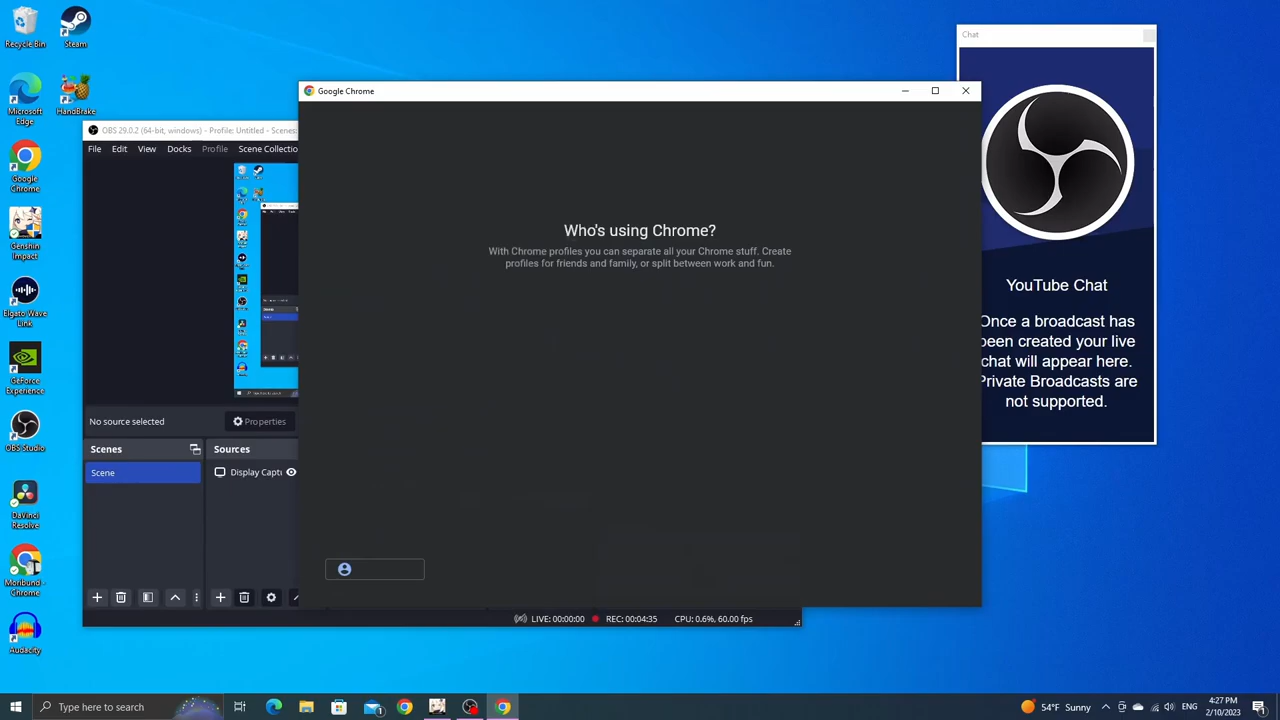 Recycle Bin
Steam
Microsoft
Edge
HandBrake
Google
Chrome
Genshin
Impact
Elgato Wave
Link
GeForce
Experience
OBS Studio
DaVinci
Resolve
Moribund -
Chrome
Audacity
OBS 29.0.2 (64-bit, windows) - Profile: Untitled - Scenes:
File Edit View Docks Profile Scene Collectio
No source selected
Properties
Scenes
Sources
Scene
Display Captu
LIVE: 00:00:00
REC: 00:04:35
CPU: 0.6%, 60.00 fps
Google Chrome
Who's using Chrome?
With Chrome profiles you can separate all your Chrome stuff. Create
profiles for friends and family, or split between work and fun.
Chat
YouTube Chat
Once a broadcast has
been created your live
chat will appear here.
Private Broadcasts are
not supported.
Type here to search
54°F Sunny
ENG
4:27 PM
2/10/2023